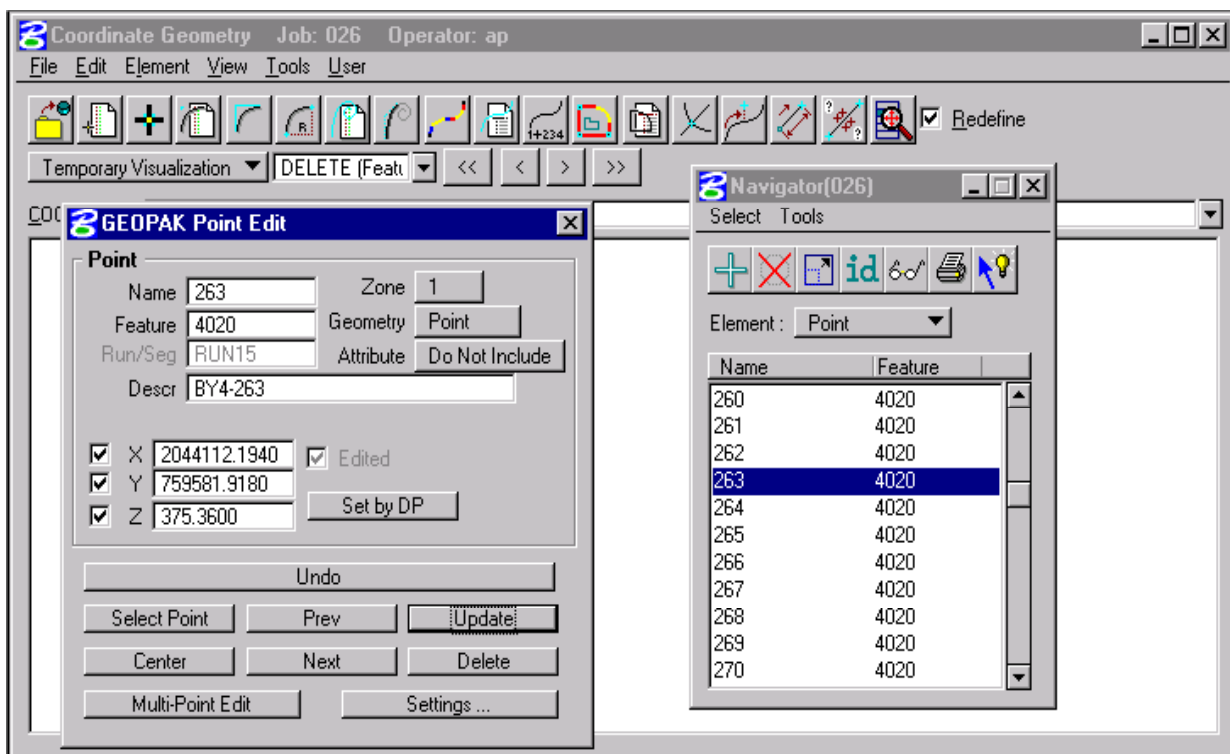 Coordinate Geometry Job: 026 Operator: ap
File Edit Element View Tools User
R
1+234
? ?
Redefine
Temporary Visualization DELETE (Featu << < > >>
GEOPAK Point Edit
Point
Name 263 Zone 1
Feature 4020 Geometry Point
Run/Seg RUN15 Attribute Do Not Include
Descr BY4-263
X 2044112.1940 Edited
Y 759581.9180
Z 375.3600 Set by DP
Undo
Select Point Prev Update
Center Next Delete
Multi-Point Edit Settings ...
Navigator(026)
Select Tools
id
Element : Point
Name Feature
260 4020
261 4020
262 4020
263 4020
264 4020
265 4020
266 4020
267 4020
268 4020
269 4020
270 4020